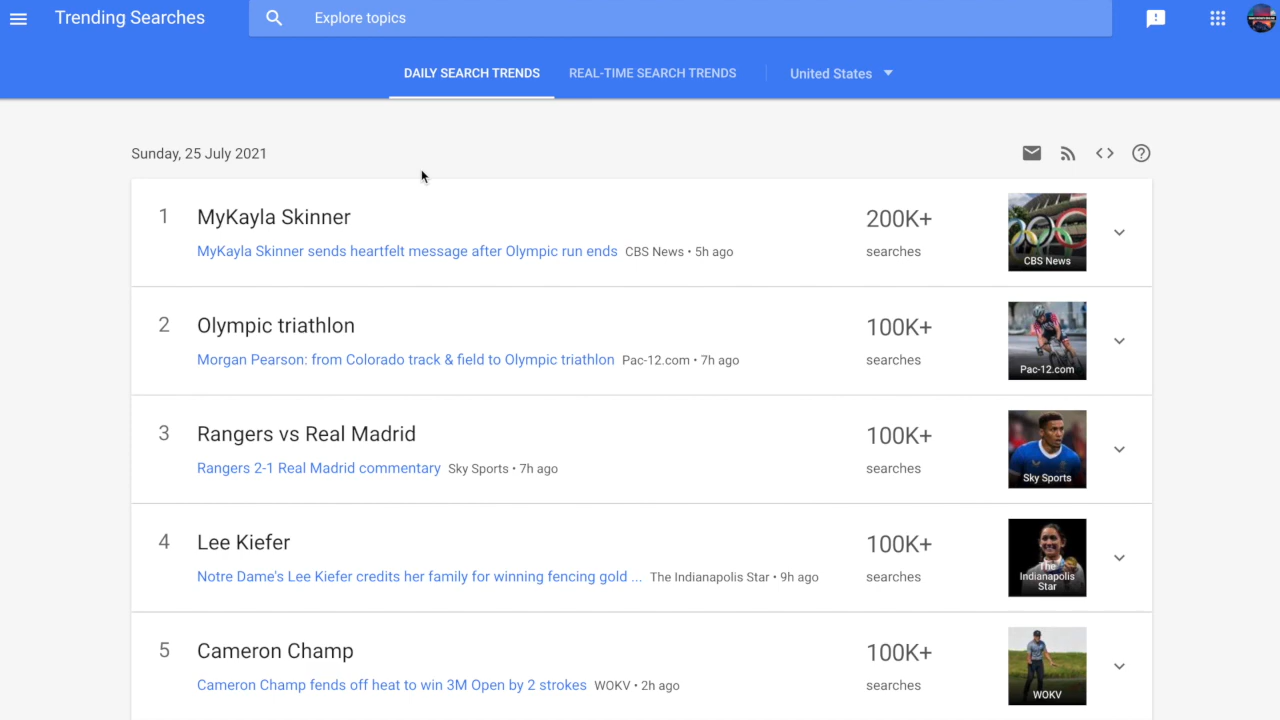 Trending Searches
Explore topics
DAILY SEARCH TRENDS
REAL-TIME SEARCH TRENDS
United States
Sunday, 25 July 2021
1
MyKayla Skinner
MyKayla Skinner sends heartfelt message after Olympic run ends CBS News • 5h ago
200K+
searches
CBS News
2
Olympic triathlon
Morgan Pearson: from Colorado track & field to Olympic triathlon Pac-12.com • 7h ago
100K+
searches
Pac-12.com
3
Rangers vs Real Madrid
Rangers 2-1 Real Madrid commentary Sky Sports • 7h ago
100K+
searches
Sky Sports
4
Lee Kiefer
Notre Dame's Lee Kiefer credits her family for winning fencing gold ... The Indianapolis Star • 9h ago
100K+
searches
The
Indianapolis
Star
5
Cameron Champ
Cameron Champ fends off heat to win 3M Open by 2 strokes WOKV • 2h ago
100K+
searches
WOKV